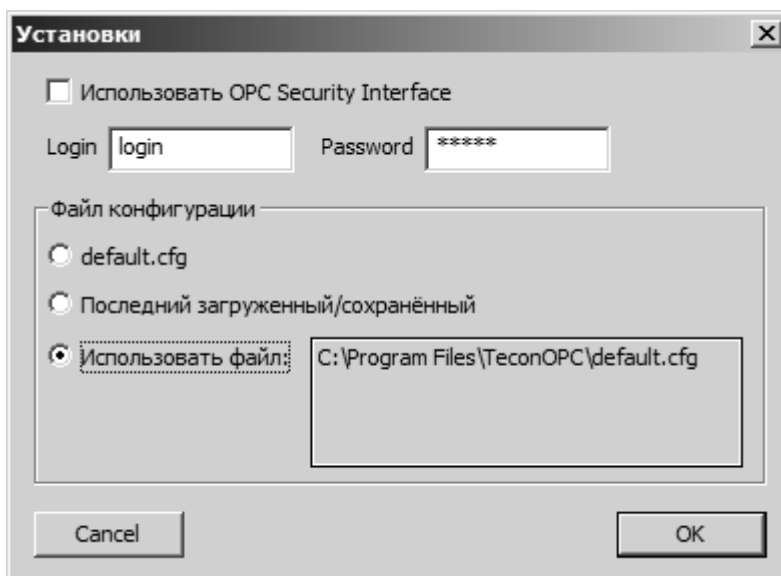 Установки
Использовать OPC Security Interface
Login login Password *****
Файл конфигурации
default.cfg
Последний загруженный/сохранённый
Использовать файл: C:\Program Files\TeconOPC\default.cfg
Cancel OK